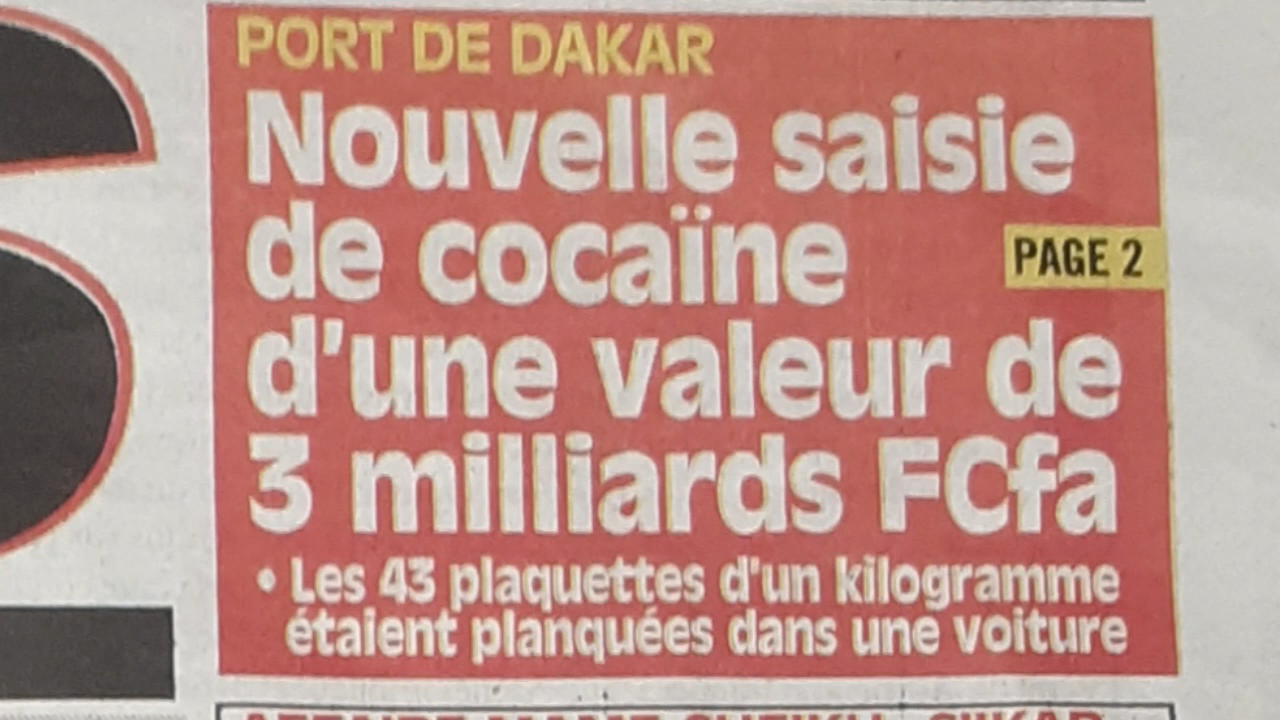 PORT DE DAKAR
Nouvelle saisie
de cocaïne
PAGE 2
d'une valeur de
3 milliards FCfa
• Les 43 plaquettes d'un kilogramme
étaient planquées dans une voiture